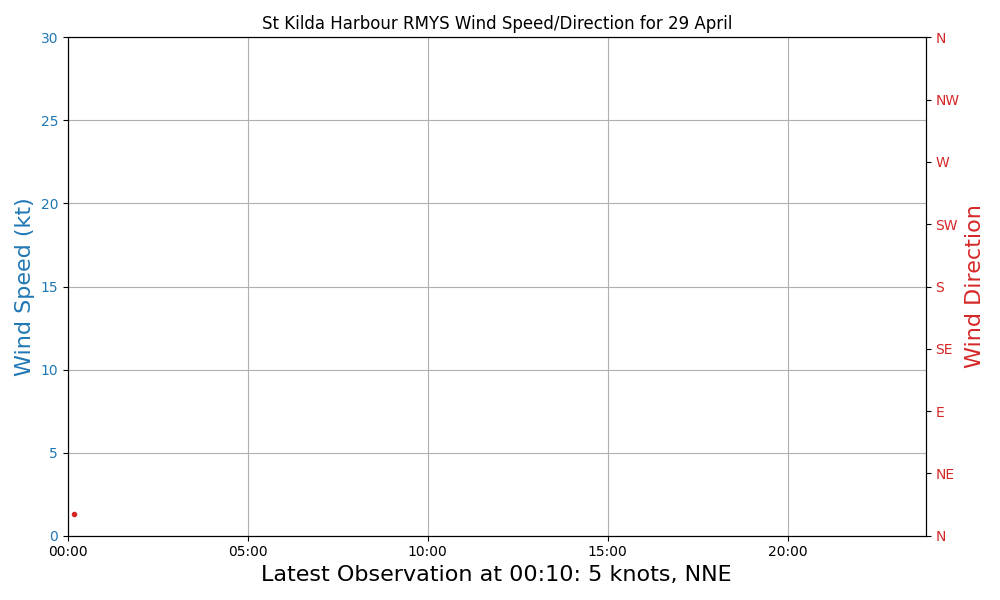 St Kilda Harbour RMYS Wind Speed/Direction for 29 April
Wind Speed (kt)
30
25
20
15
10
5
0
00:00 05:00 10:00 15:00 20:00
N
NW
W
SW
S
SE
E
NE
N
Wind Direction
Latest Observation at 00:10: 5 knots, NNE